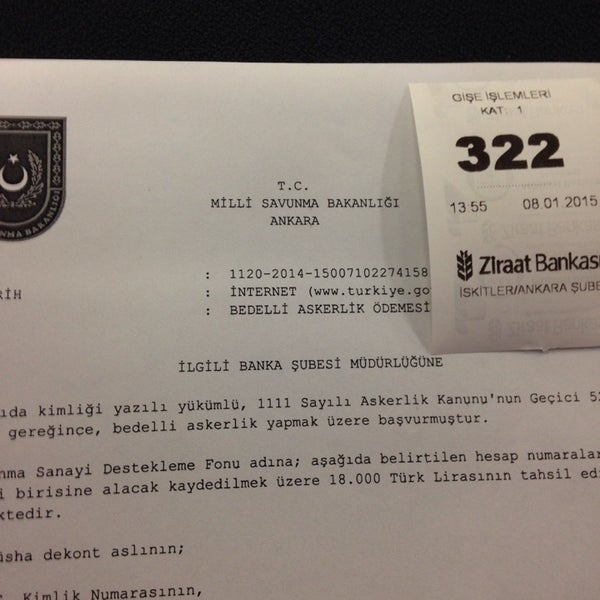 GİŞE İŞLEMLERİ
KAT: 1
322
13:55 08.01.2015
Ziraat Bankası
İSKİTLER/ANKARA ŞUBE
T.C.
MİLLİ SAVUNMA BAKANLIĞI
ANKARA
: 1120-2014-15007102274158
RİH : İNTERNET (www.turkiye.go
: BEDELLİ ASKERLİK ÖDEMESİ
İLGİLİ BANKA ŞUBESİ MÜDÜRLÜĞÜNE
ıda kimliği yazılı yükümlü, 1111 Sayılı Askerlik Kanunu'nun Geçici 5
gereğince, bedelli askerlik yapmak üzere başvurmuştur.
nma Sanayi Destekleme Fonu adına; aşağıda belirtilen hesap numaralar
i birisine alacak kaydedilmek üzere 18.000 Türk Lirasının tahsil ed
ktedir.
üsha dekont aslının;
Kimlik Numarasının,